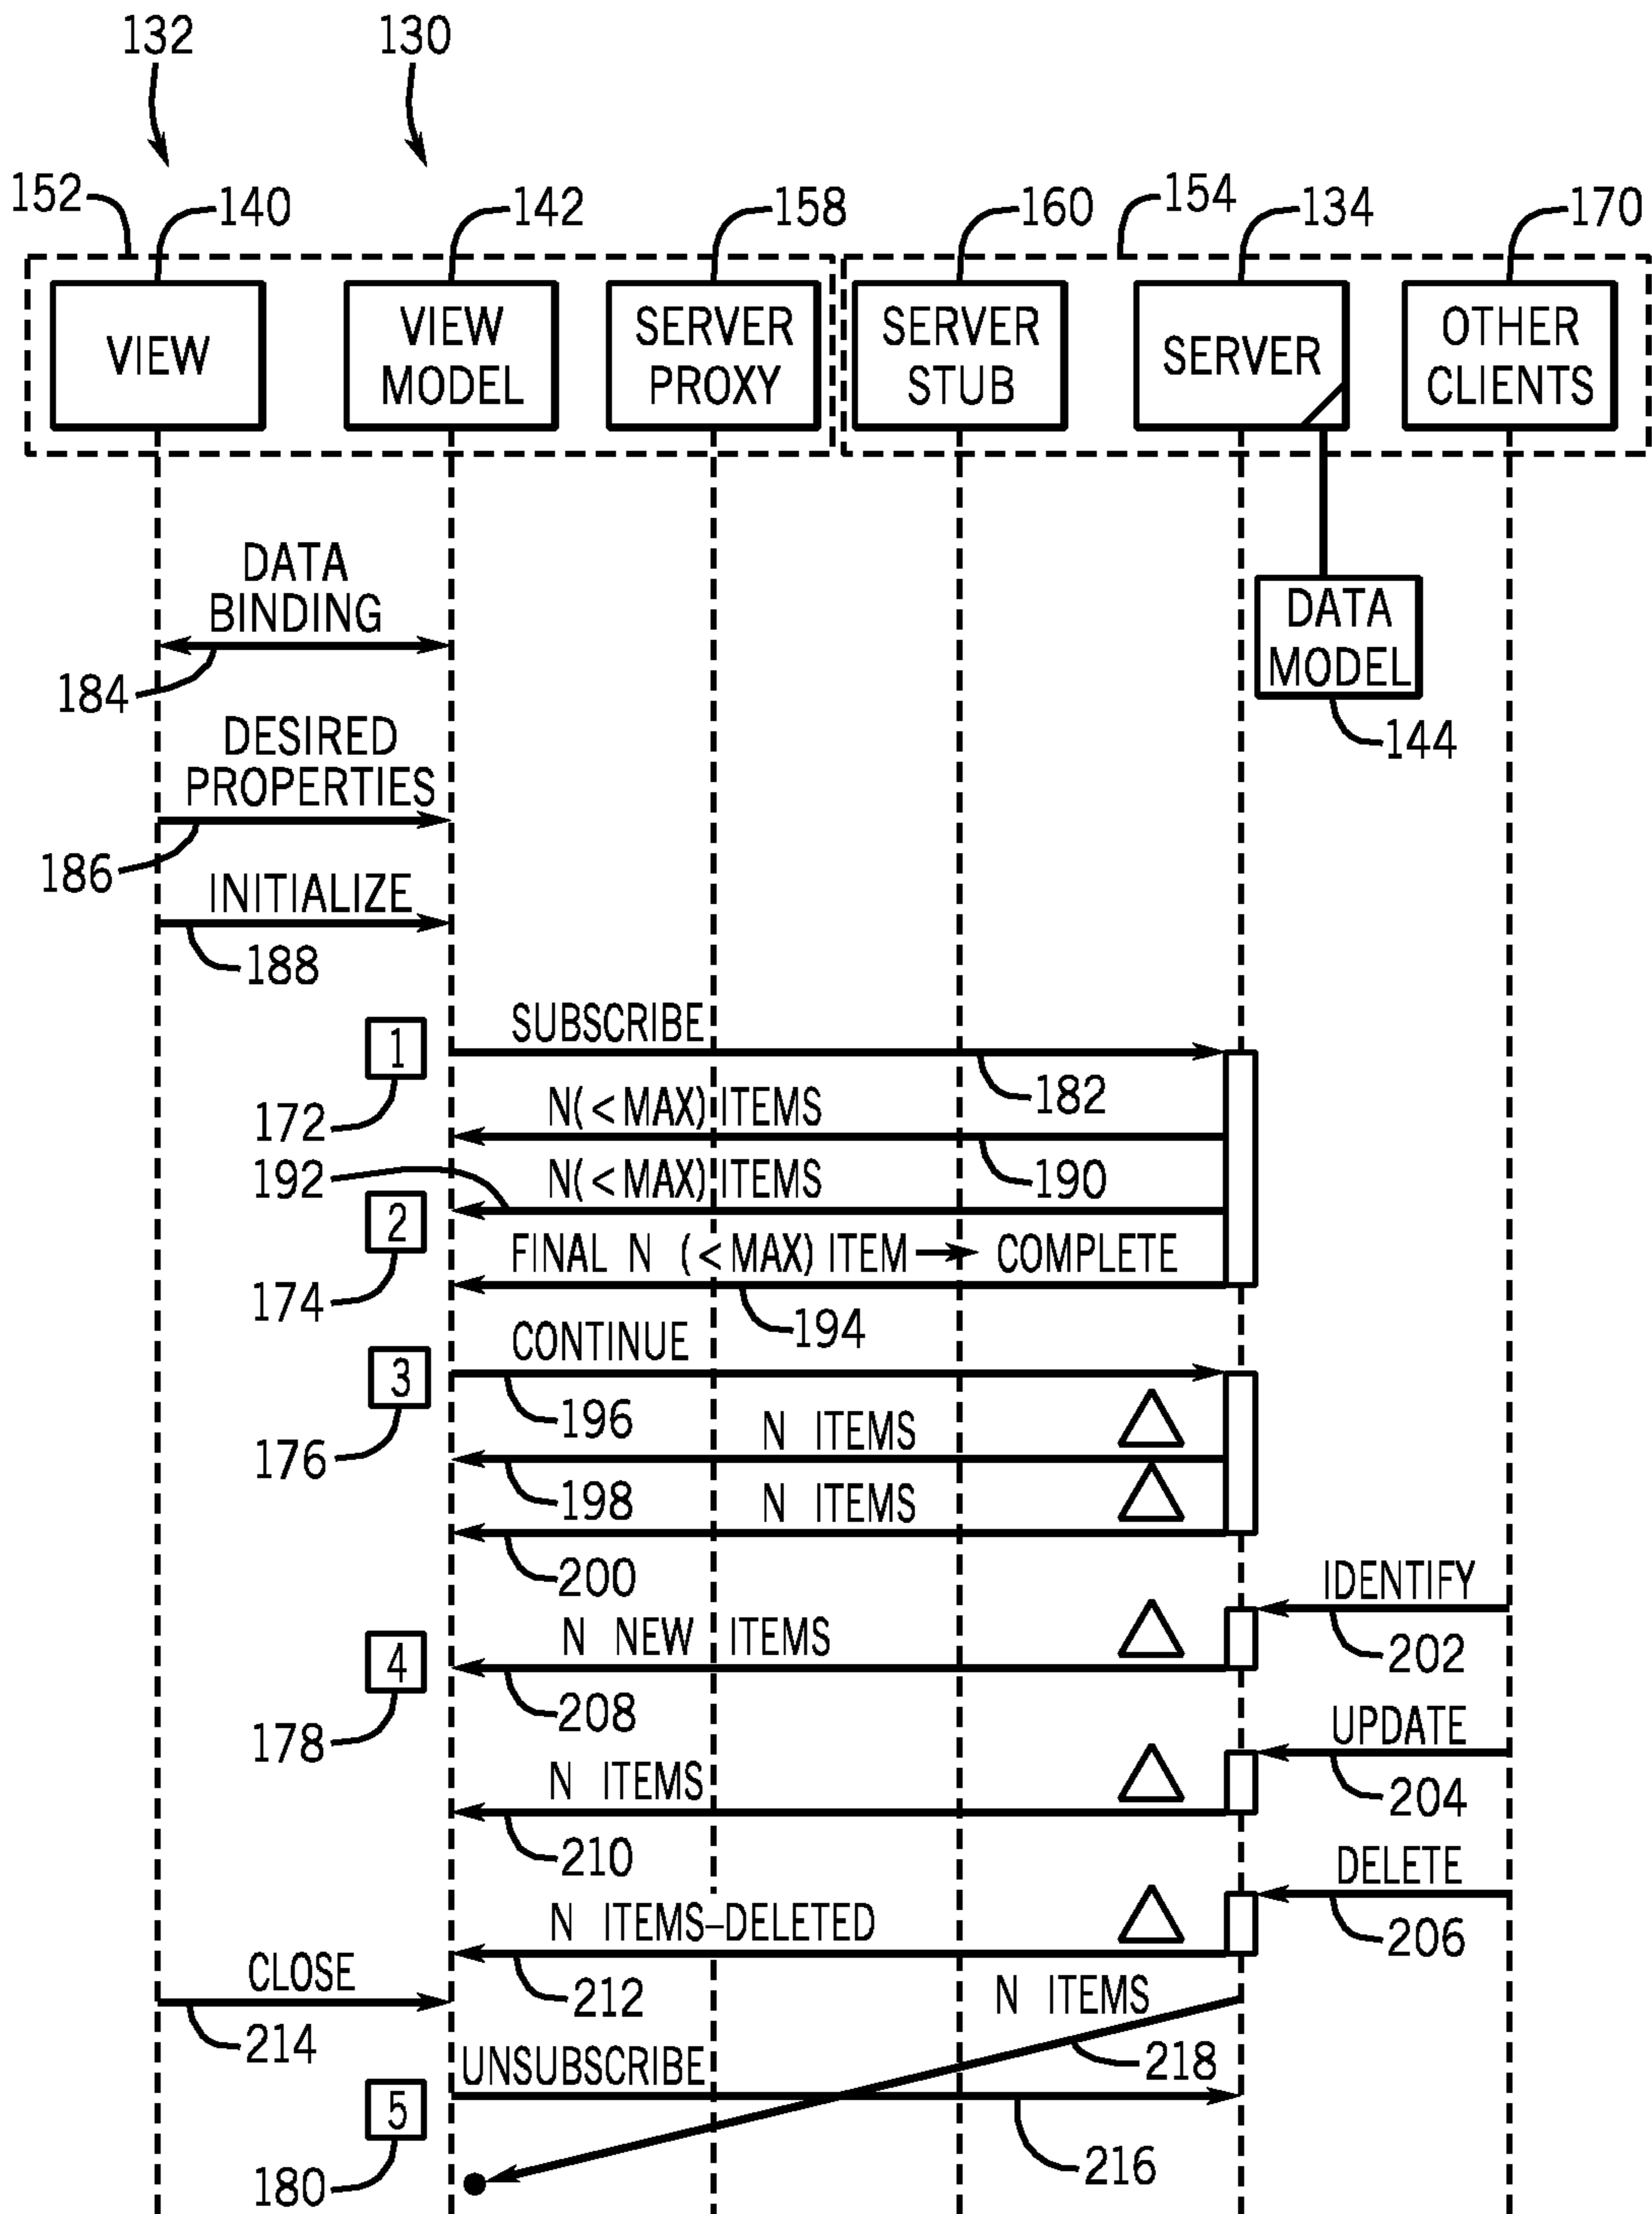 132
130
152
140
142
158
160
154
134
170
VIEW
VIEW
MODEL
SERVER
PROXY
SERVER
STUB
SERVER
OTHER
CLIENTS
DATA
BINDING
184
DATA
MODEL
144
DESIRED
PROPERTIES
186
INITIALIZE
188
SUBSCRIBE
1
182
172
N(<MAX) ITEMS
190
192
N(<MAX) ITEMS
2
FINAL N (<MAX) ITEM → COMPLETE
174
194
CONTINUE
3
196
N ITEMS
△
176
198
N ITEMS
△
200
IDENTIFY
202
N NEW ITEMS
△
4
208
178
UPDATE
204
N ITEMS
△
210
DELETE
206
N ITEMS–DELETED
△
212
CLOSE
214
N ITEMS
218
UNSUBSCRIBE
5
216
180